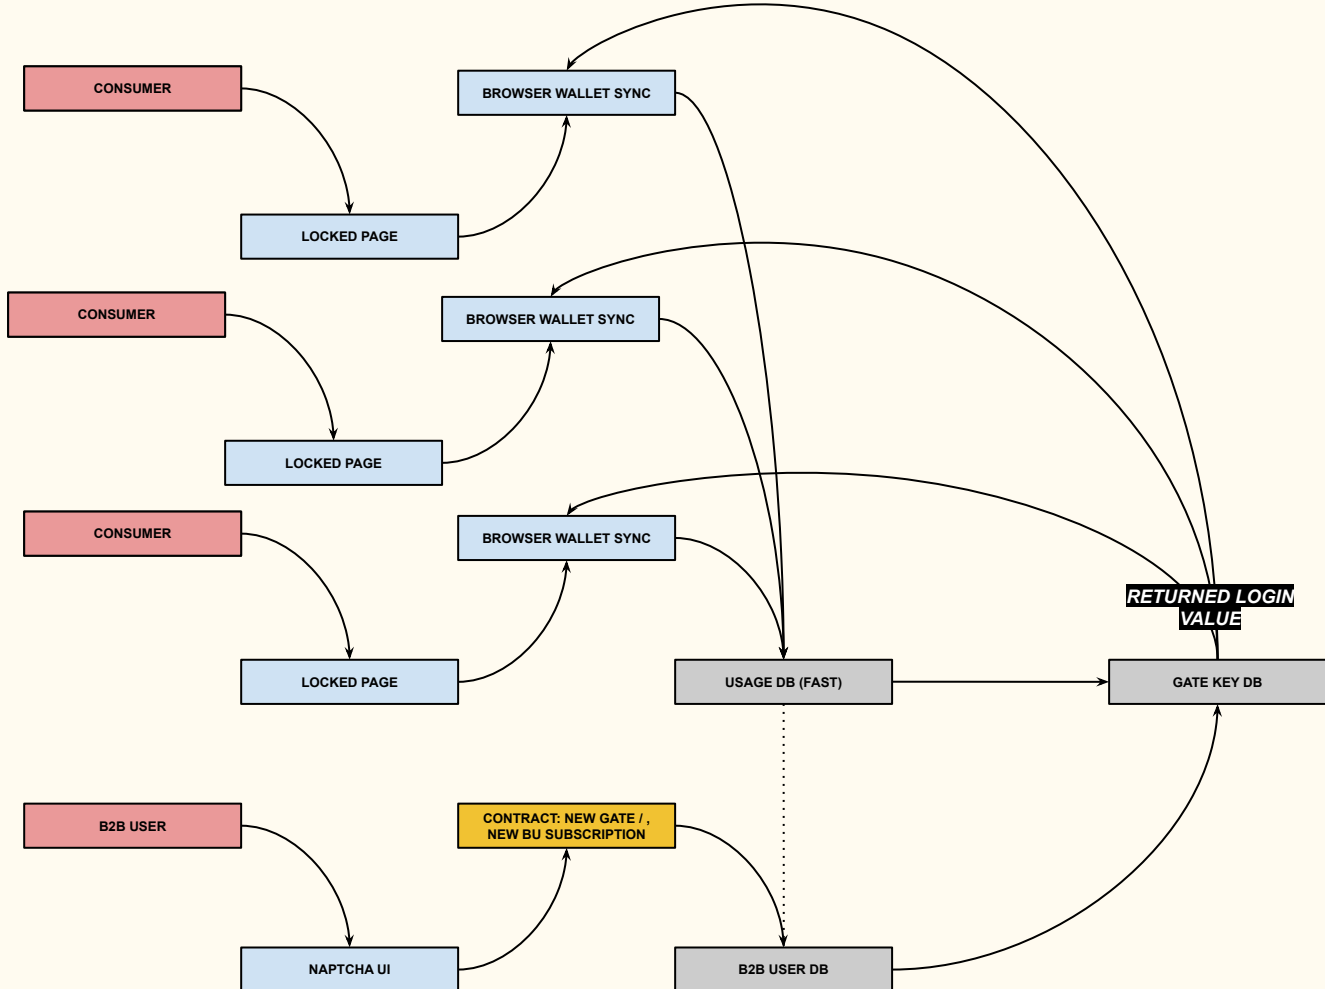 CONSUMER
BROWSER WALLET SYNC
LOCKED PAGE
CONSUMER
BROWSER WALLET SYNC
LOCKED PAGE
CONSUMER
BROWSER WALLET SYNC
RETURNED LOGIN
VALUE
LOCKED PAGE
USAGE DB (FAST)
GATE KEY DB
B2B USER
CONTRACT: NEW GATE / ,
NEW BU SUBSCRIPTION
NAPTCHA UI
B2B USER DB